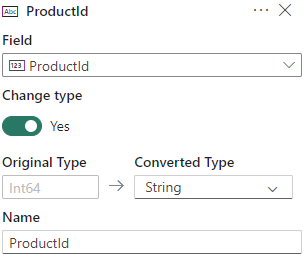 Abc ProductId
Field
123 ProductId
Change type
Yes
Original Type Converted Type
Int64 → String
Name
ProductId